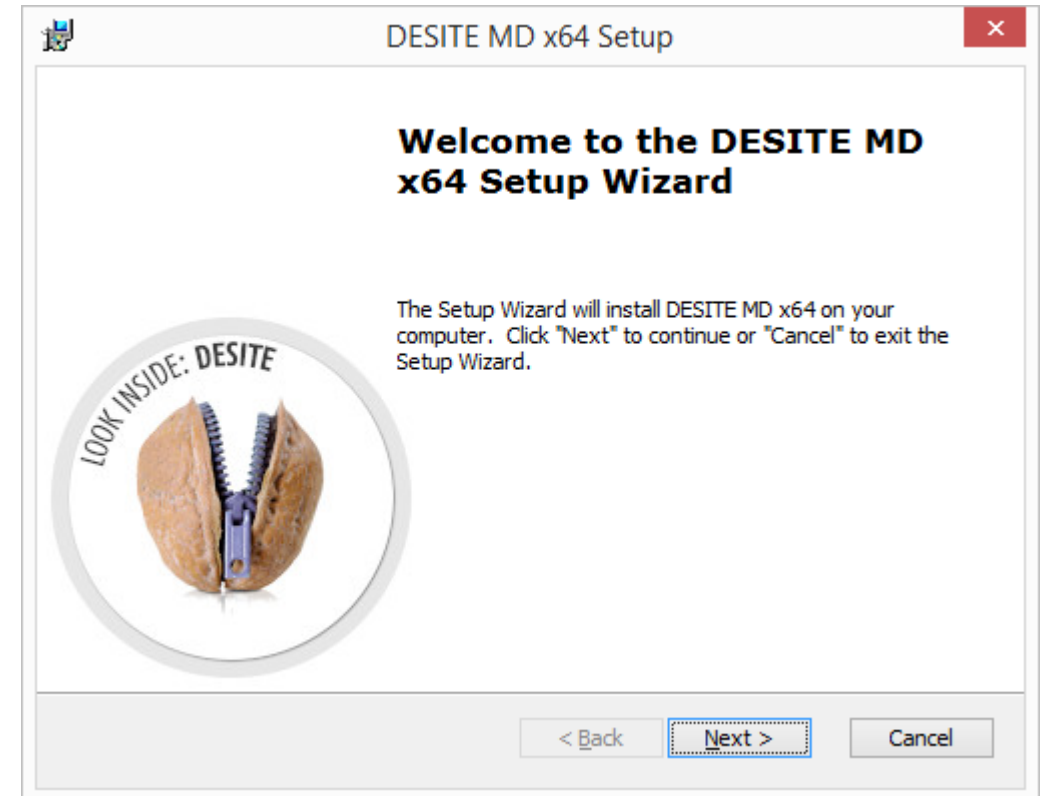 DESITE MD x64 Setup
Welcome to the DESITE MD
x64 Setup Wizard
The Setup Wizard will install DESITE MD x64 on your
computer.  Click "Next" to continue or "Cancel" to exit the
Setup Wizard.
LOOK INSIDE: DESITE
< Back
Next >
Cancel